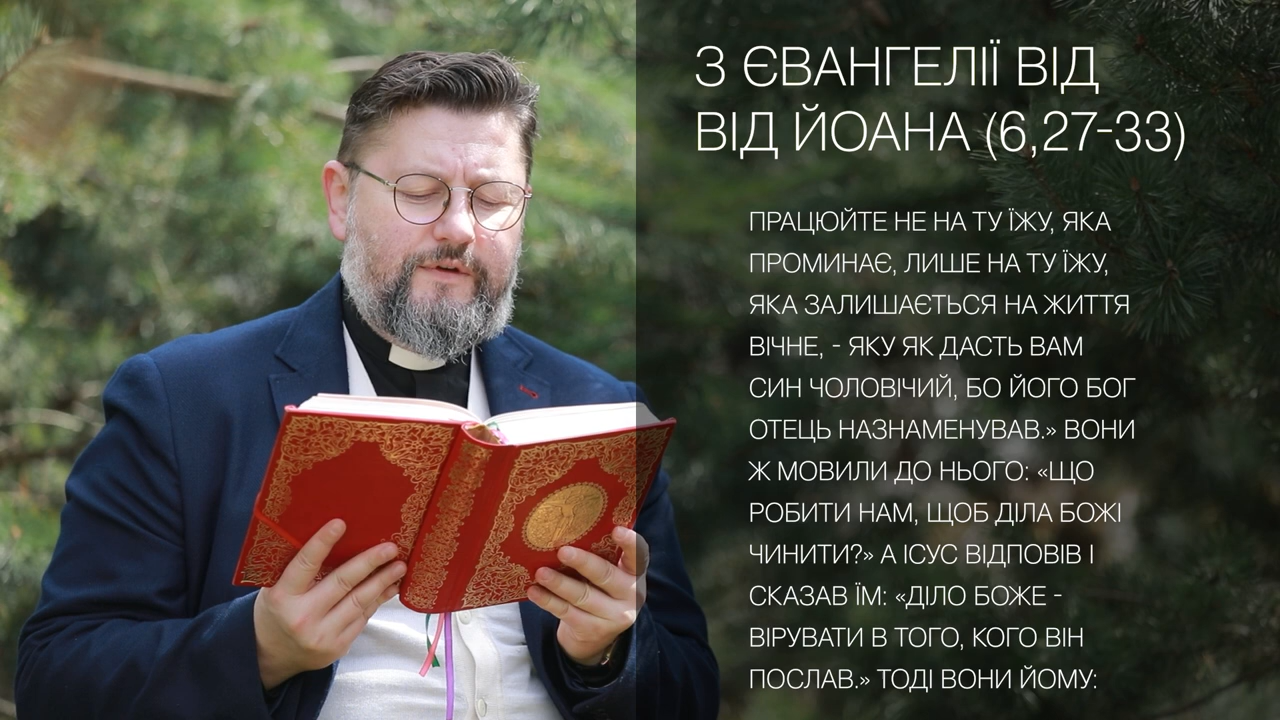 З ЄВАНГЕЛІЇ ВІД
ВІД ЙОАНА (6,27-33)
ПРАЦЮЙТЕ НЕ НА ТУ ЇЖУ, ЯКА
ПРОМИНАЄ, ЛИШЕ НА ТУ ЇЖУ,
ЯКА ЗАЛИШАЄТЬСЯ НА ЖИТТЯ
ВІЧНЕ, - ЯКУ ЯК ДАСТЬ ВАМ
СИН ЧОЛОВІЧИЙ, БО ЙОГО БОГ
ОТЕЦЬ НАЗНАМЕНУВАВ.» ВОНИ
Ж МОВИЛИ ДО НЬОГО: «ЩО
РОБИТИ НАМ, ЩОБ ДІЛА БОЖІ
ЧИНИТИ?» А ІСУС ВІДПОВІВ І
СКАЗАВ ЇМ: «ДІЛО БОЖЕ -
ВІРУВАТИ В ТОГО, КОГО ВІН
ПОСЛАВ.» ТОДІ ВОНИ ЙОМУ: